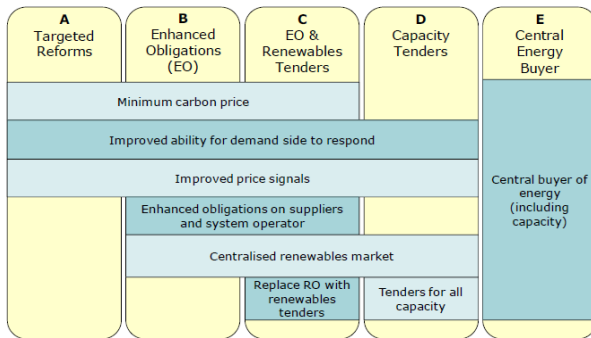 A
Targeted
Reforms
B
Enhanced
Obligations
(EO)
C
EO &
Renewables
Tenders
D
Capacity
Tenders
E
Central
Energy
Buyer
Minimum carbon price
Improved ability for demand side to respond
Improved price signals
Enhanced obligations on suppliers
and system operator
Centralised renewables market
Replace RO with
renewables
tenders
Tenders for all
capacity
Central buyer of
energy
(including
capacity)